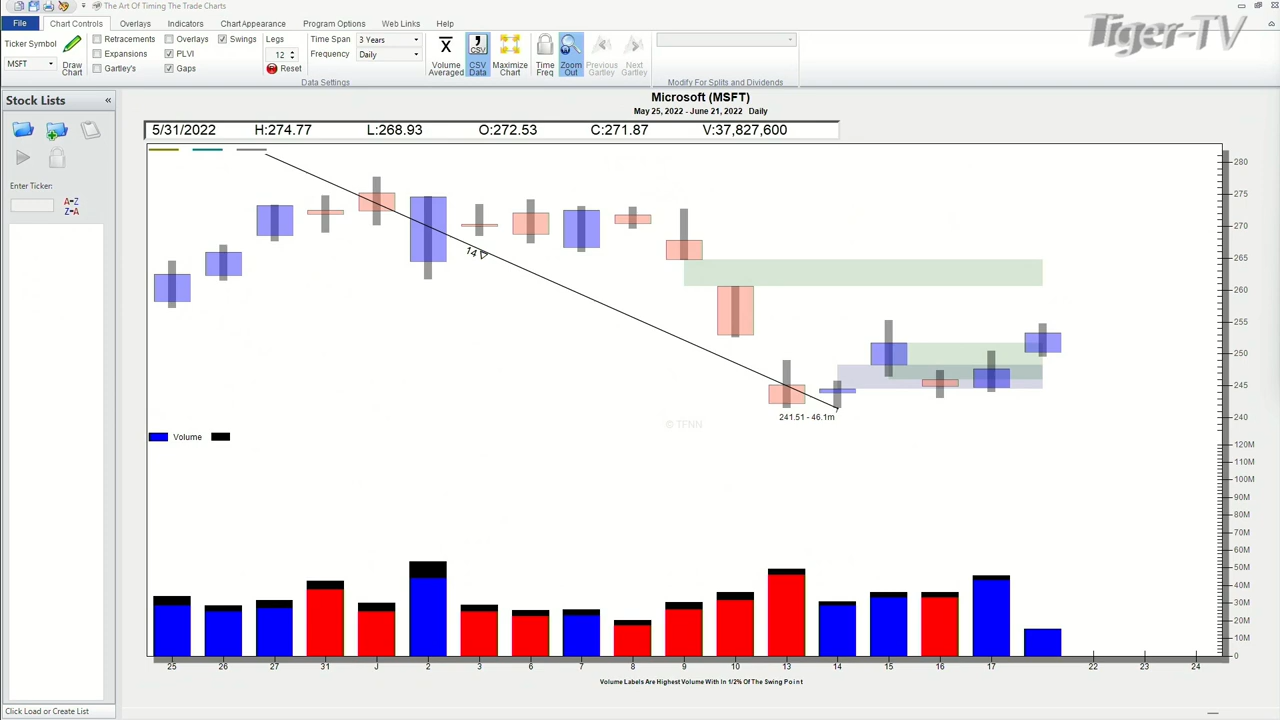 The Art Of Timing The Trade Charts
File Chart Controls Overlays Indicators Chart Appearance Program Options Web Links Help
Tiger-TV
Ticker Symbol
MSFT
Draw Chart
Retracements Overlays Swings
Expansions PLVI
Gartley's Gaps
Legs
12
Reset
Time Span 3 Years
Frequency Daily
Volume Averaged
CSV Data
Maximize Chart
Time Freq
Zoom Out
Previous Gartley
Next Gartley
Data Settings
Modify For Splits and Dividends
Stock Lists «
Enter Ticker:
A-Z
Z-A
Click Load or Create List
Microsoft (MSFT)
May 25, 2022 - June 21, 2022 Daily
5/31/2022 H:274.77 L:268.93 O:272.53 C:271.87 V:37,827,600
280
275
270
265
260
255
250
245
240
14
241.51 - 46.1m
© TFNN
Volume
120M
110M
100M
90M
80M
70M
60M
50M
40M
30M
20M
10M
0
25 26 27 31 J 2 3 6 7 8 9 10 13 14 15 16 17 22 23 24
Volume Labels Are Highest Volume With In 1/2% Of The Swing Point